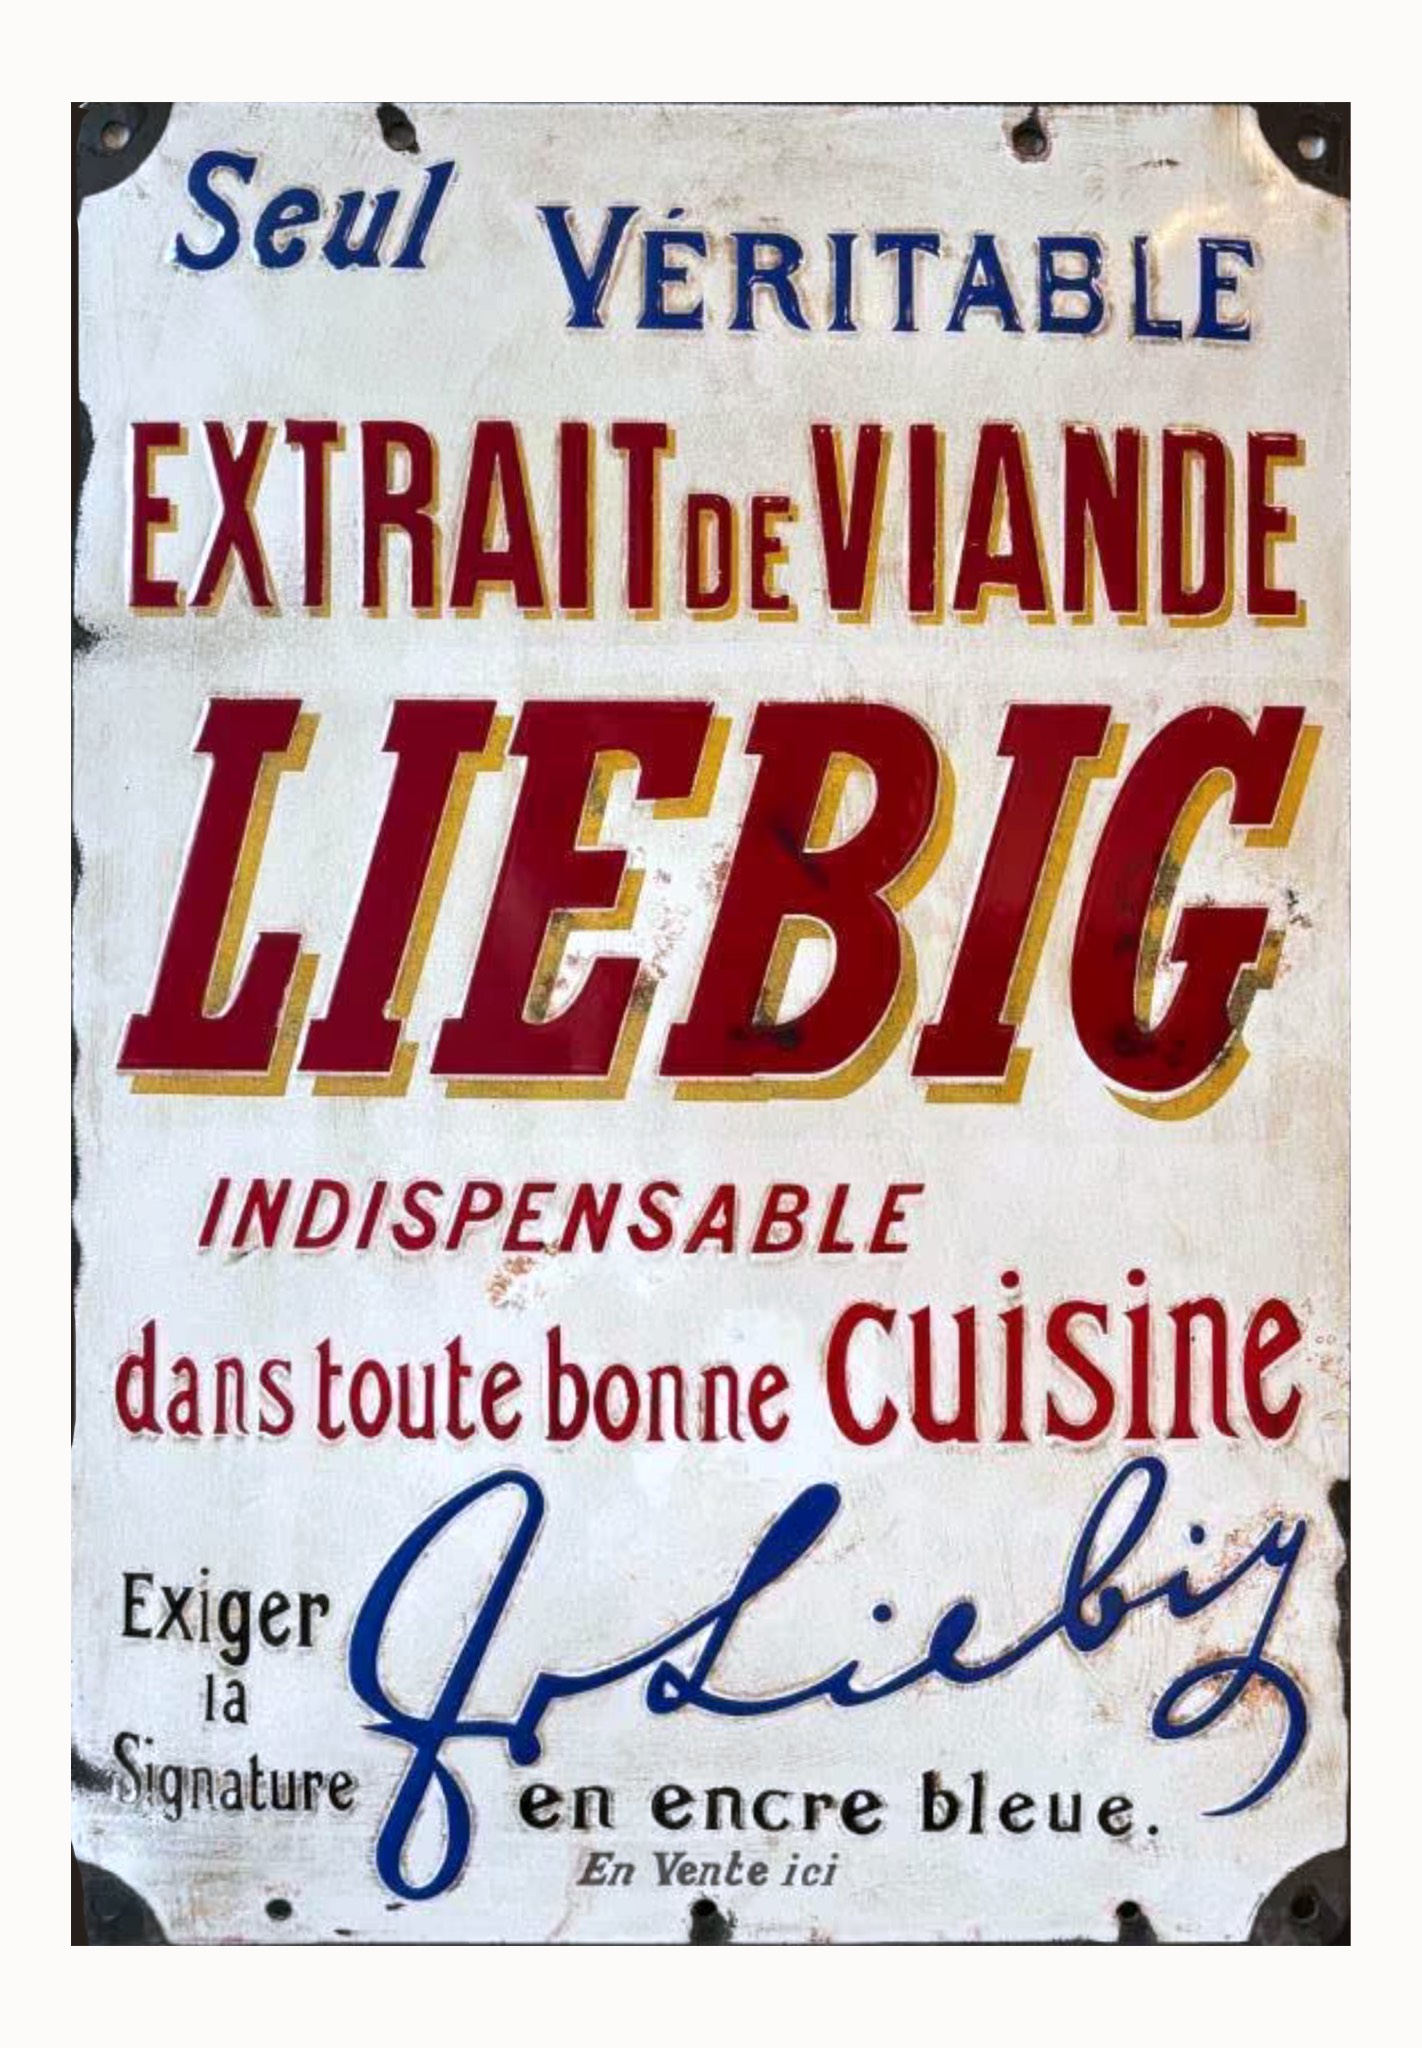 Seul VÉRITABLE
EXTRAIT DE VIANDE
LIEBIG
INDISPENSABLE
dans toute bonne cuisine
Exiger
la
Signature
J. v. Liebig
en encre bleue.
En Vente ici